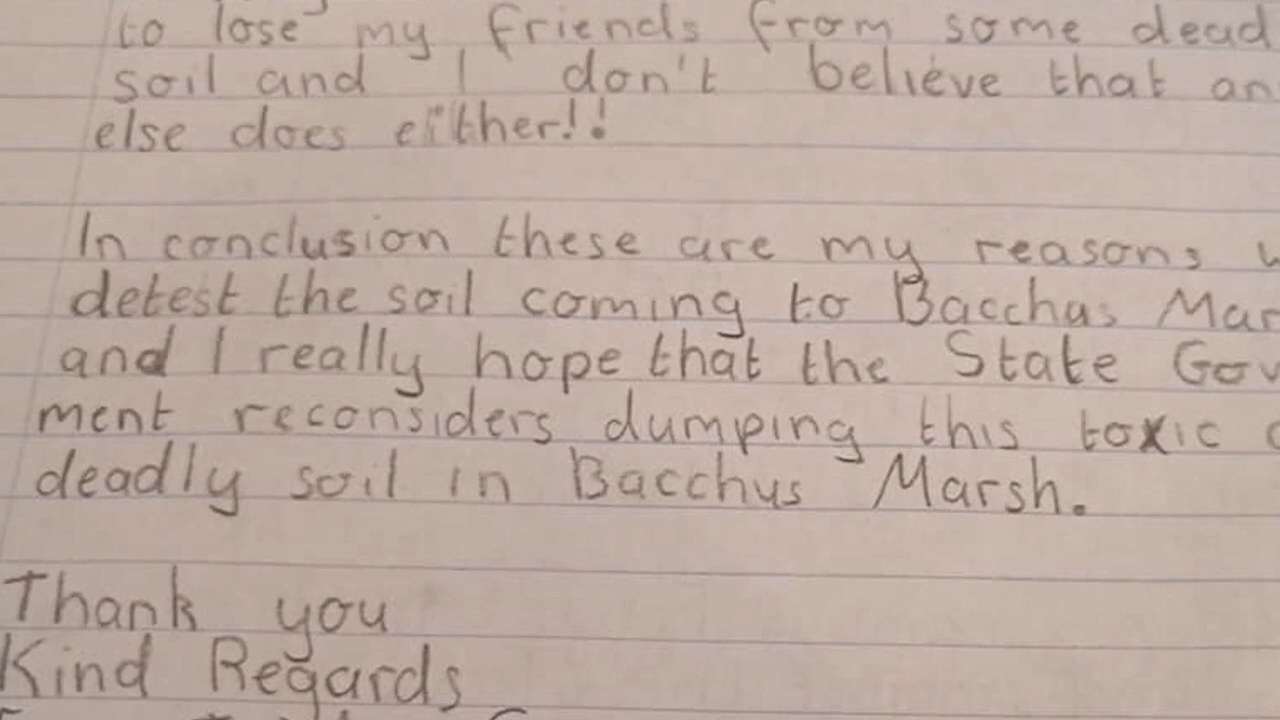 to lose my friends from some dead
soil and I don't believe that an
else does either!!
In conclusion these are my reasons
detest the soil coming to Bacchas Mar
and I really hope that the State Gov
ment reconsiders dumping this toxic
deadly soil in Bacchus Marsh.
Thank you
Kind Regards